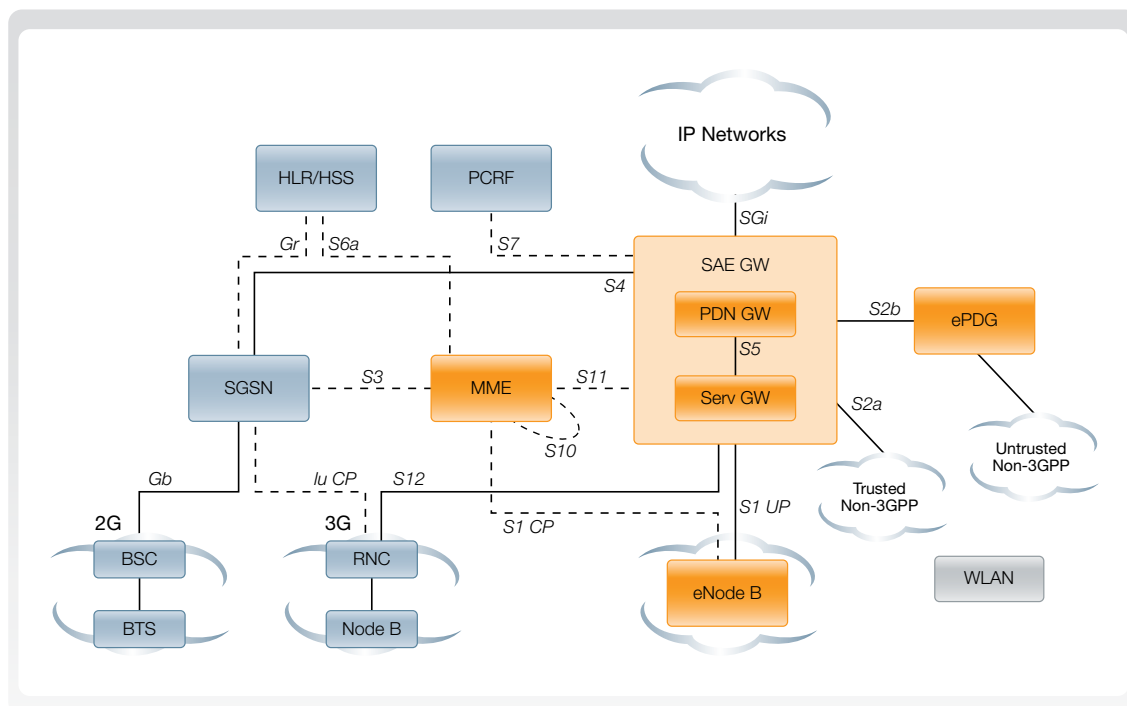 IP Networks
HLR/HSS
PCRF
SGi
Gr
S6a
S7
SAE GW
S4
PDN GW
S2b
ePDG
S5
SGSN
S3
MME
S11
Serv GW
S2a
S10
Untrusted
Non-3GPP
Gb
Iu CP
S12
Trusted
Non-3GPP
S1 UP
S1 CP
2G
3G
BSC
RNC
WLAN
eNode B
BTS
Node B